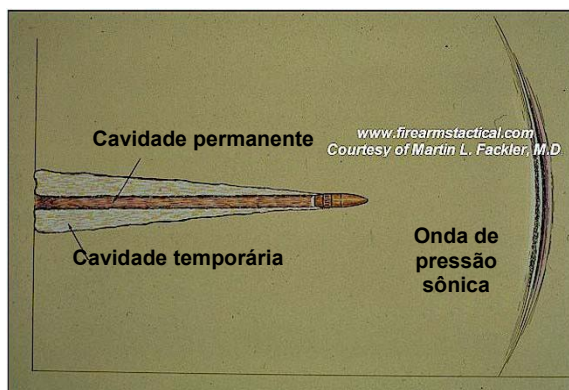 Cavidade permanente
www.firearmstactical.com
Courtesy of Martin L. Fackler, M.D
Cavidade temporária
Onda de
pressão
sônica